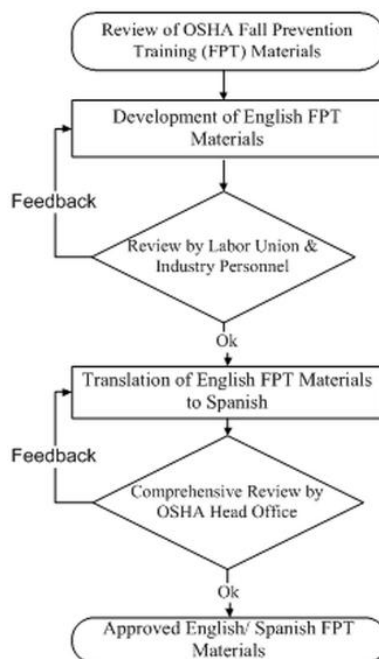 Review of OSHA Fall Prevention
Training (FPT) Materials
Development of English FPT
Materials
Feedback
Review by Labor Union &
Industry Personnel
Ok
Translation of English FPT Materials
to Spanish
Feedback
Comprehensive Review by
OSHA Head Office
Ok
Approved English/ Spanish FPT
Materials